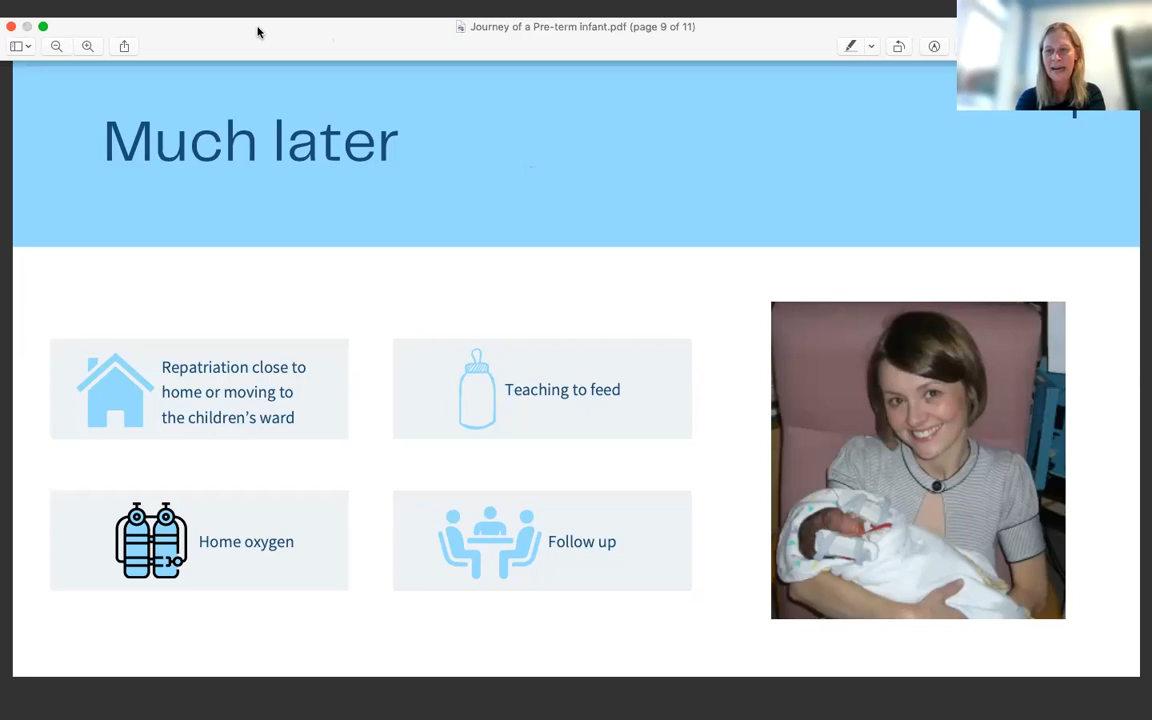 Journey of a Pre-term infant.pdf (page 9 of 11)
Much later
Repatriation close to
home or moving to
the children's ward
Teaching to feed
Home oxygen
Follow up